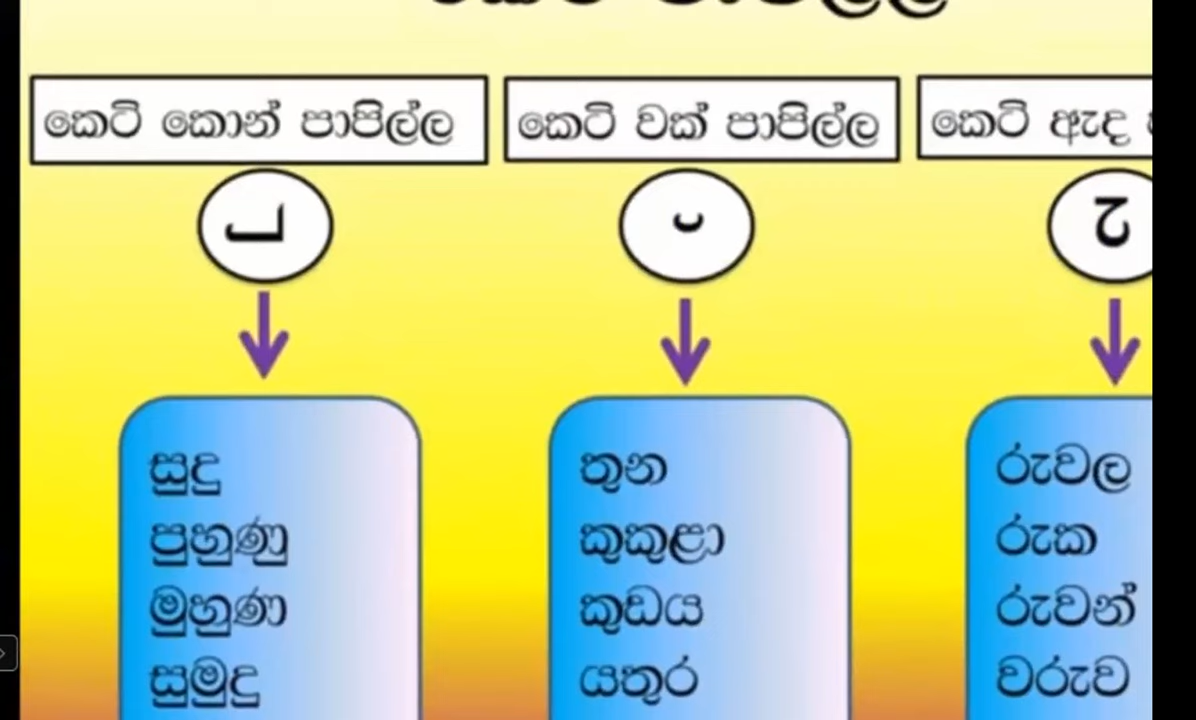 කෙටි කොන් පාපිල්ල
කෙටි වක් පාපිල්ල
කෙටි ඇද
සුදු
පුහුණු
මුහුණ
සුමුදු
තුන
කුකුළා
කුඩය
යතුර
රුවල
රුක
රුවන්
වරුව